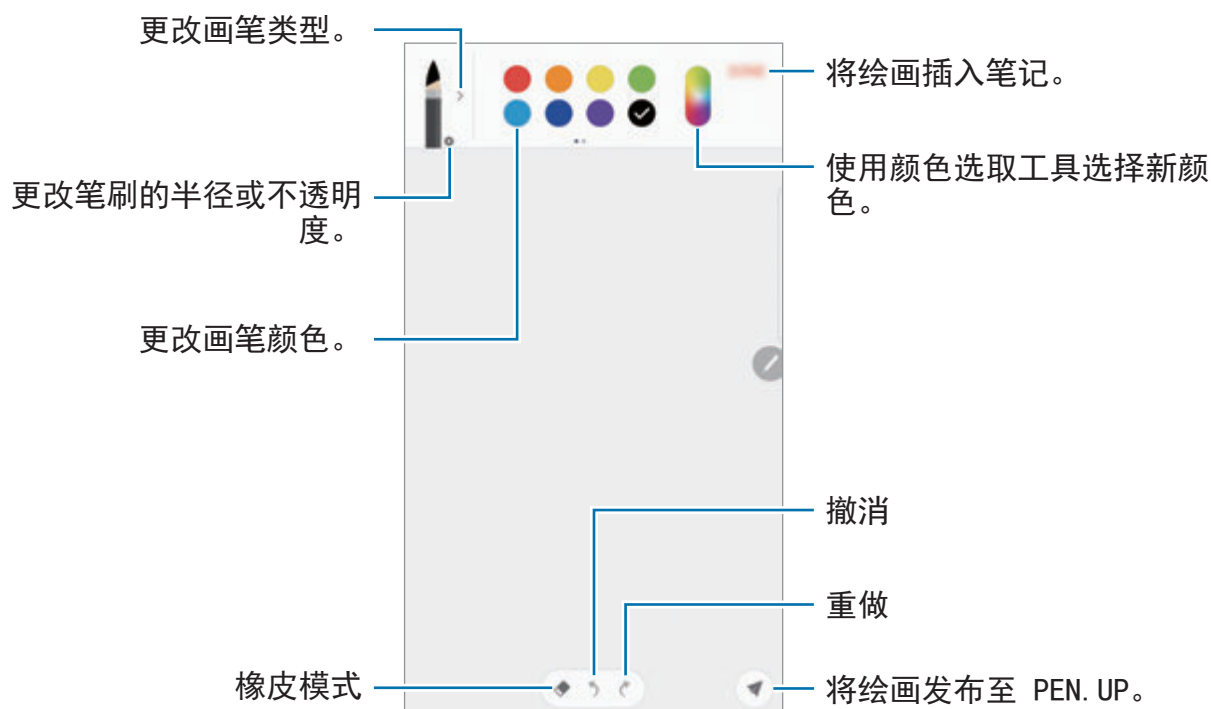 更改画笔类型。
将绘画插入笔记。
使用颜色选取工具选择新颜
色。
更改笔刷的半径或不透明
度。
更改画笔颜色。
撤消
重做
橡皮模式
将绘画发布至 PEN.UP。